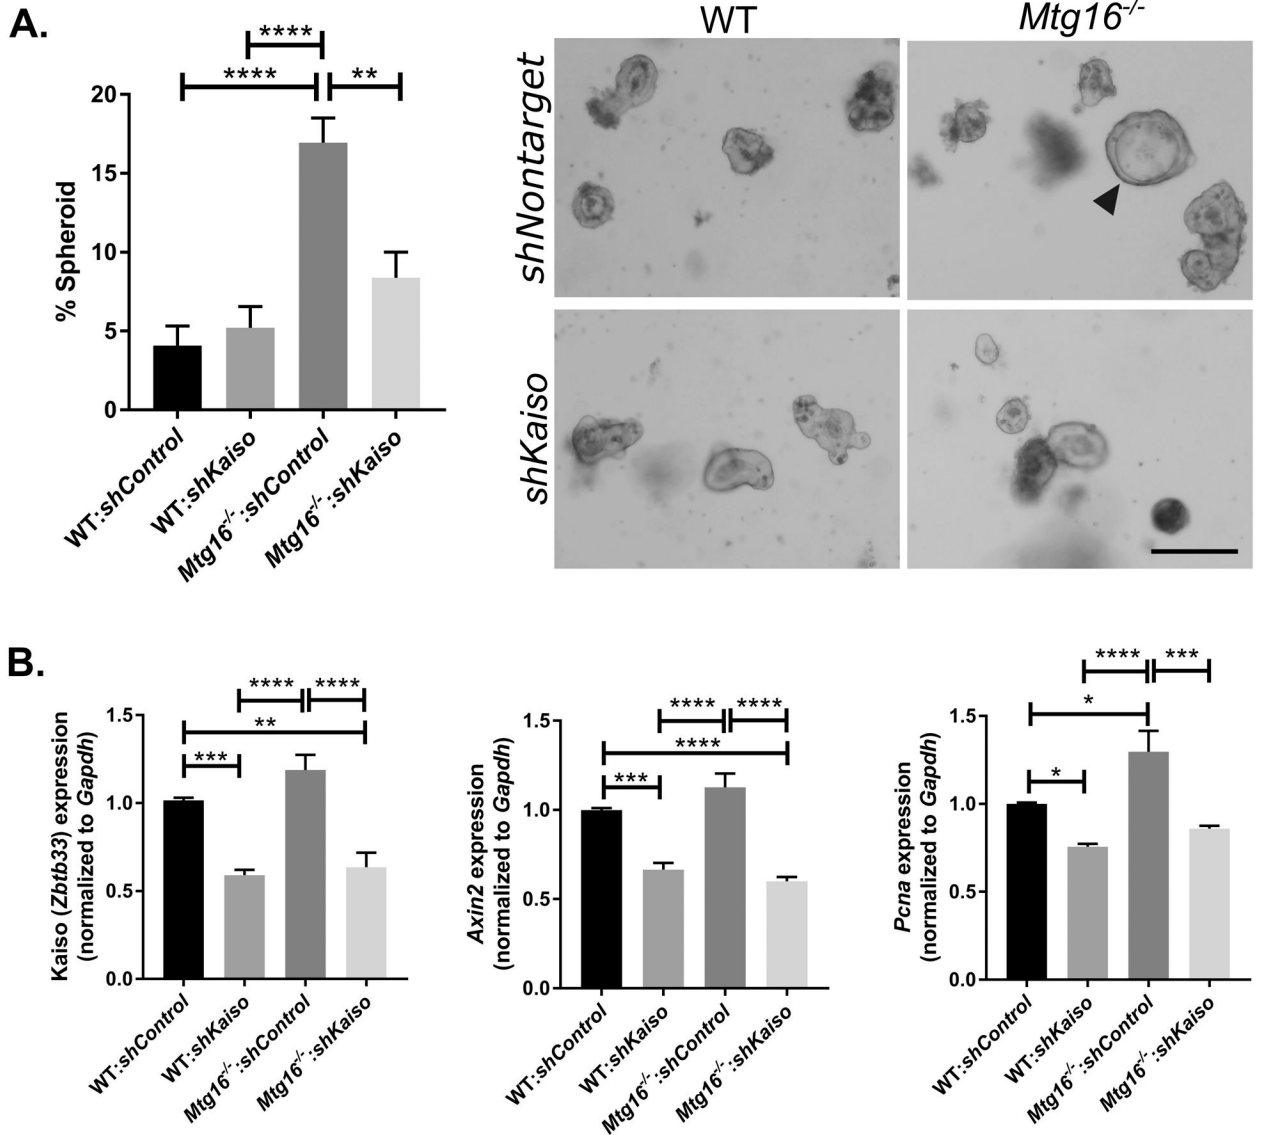 A.
****
**** **
20
15
10
5
0
% Spheroid
WT:shControl
WT:shKaiso
Mtg16-/-:shControl
Mtg16-/-:shKaiso
WT
Mtg16-/-
shNontarget
shKaiso
B.
**** ****
**
***
1.5
1.0
0.5
0.0
Kaiso (Zbtb33) expression
(normalized to Gapdh)
WT:shControl
WT:shKaiso
Mtg16-/-:shControl
Mtg16-/-:shKaiso
**** ****
****
***
1.5
1.0
0.5
0.0
Axin2 expression
(normalized to Gapdh)
WT:shControl
WT:shKaiso
Mtg16-/-:shControl
Mtg16-/-:shKaiso
**** ***
*
*
1.5
1.0
0.5
0.0
Pcna expression
(normalized to Gapdh)
WT:shControl
WT:shKaiso
Mtg16-/-:shControl
Mtg16-/-:shKaiso